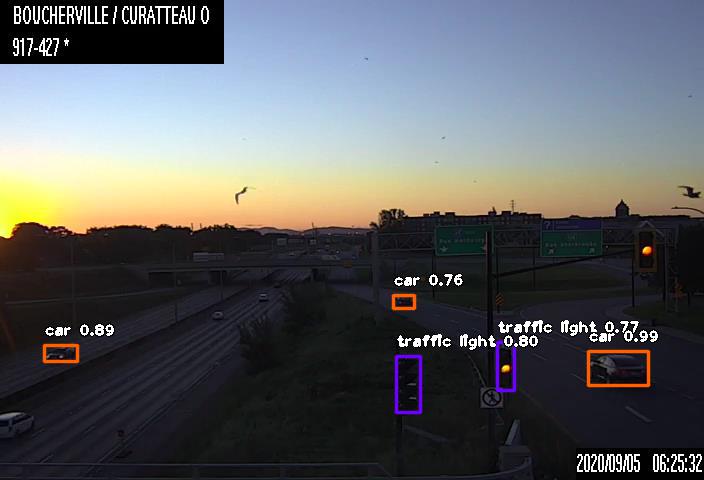 BOUCHERVILLE / CURATTEAU O
917-427 *
car 0.76
car 0.89
traffic light 0.77
traffic light 0.80
car 0.99
2020/09/05 06:25:32